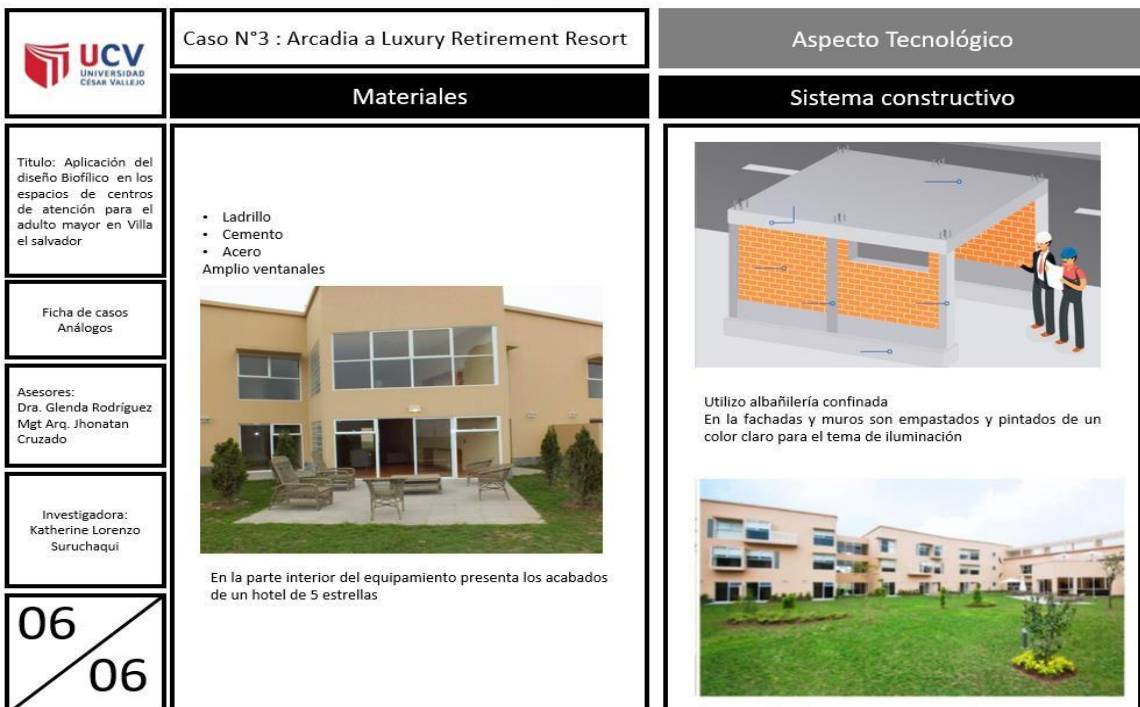 UCV
UNIVERSIDAD
CÉSAR VALLEJO
Caso N°3 : Arcadia a Luxury Retirement Resort
Aspecto Tecnológico
Materiales
Sistema constructivo
Titulo: Aplicación del
diseño Biofílico en los
espacios de centros
de atención para el
adulto mayor en Villa
el salvador
Ficha de casos
Análogos
Asesores:
Dra. Glenda Rodríguez
Mgt Arq. Jhonatan
Cruzado
Investigadora:
Katherine Lorenzo
Suruchaqui
06
06
• Ladrillo
• Cemento
• Acero
Amplio ventanales
En la parte interior del equipamiento presenta los acabados
de un hotel de 5 estrellas
Utilizo albañilería confinada
En la fachadas y muros son empastados y pintados de un
color claro para el tema de iluminación